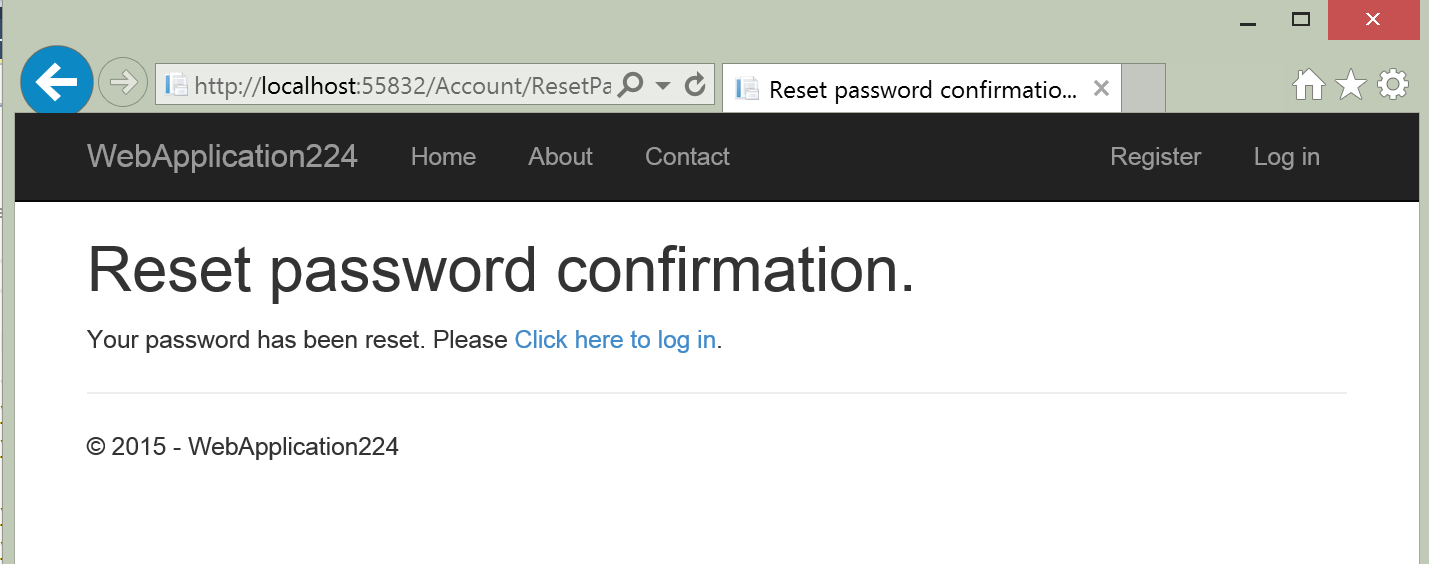 http://localhost:55832/Account/ResetPa
Reset password confirmatio...
WebApplication224 Home About Contact Register Log in
Reset password confirmation.
Your password has been reset. Please Click here to log in.
© 2015 - WebApplication224